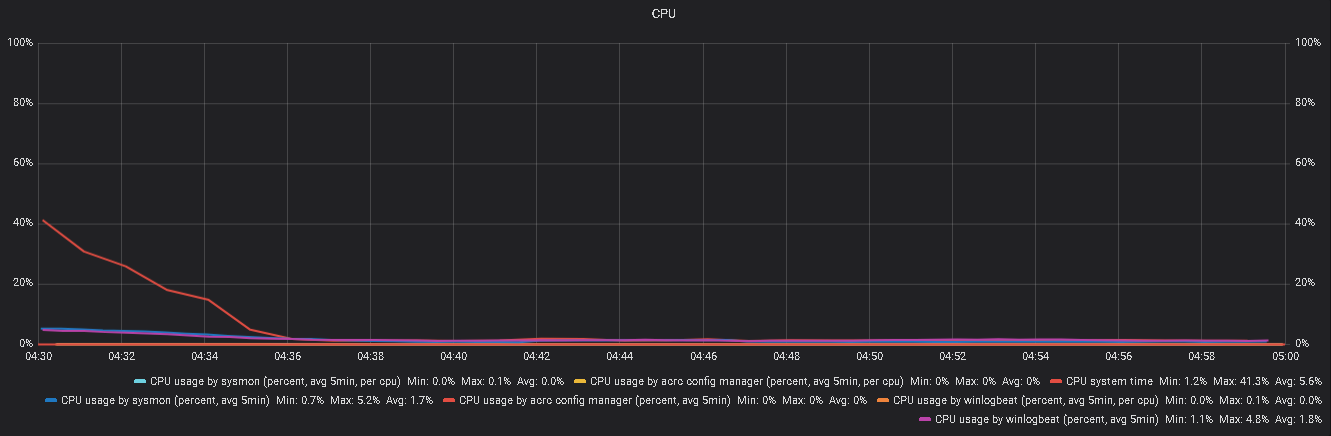 CPU
100% 100%
80% 80%
60% 60%
40% 40%
20% 20%
0% 0%
04:30 04:32 04:34 04:36 04:38 04:40 04:42 04:44 04:46 04:48 04:50 04:52 04:54 04:56 04:58 05:00
CPU usage by sysmon (percent, avg 5min, per cpu) Min: 0.0% Max: 0.1% Avg: 0.0% CPU usage by acrc config manager (percent, avg 5min, per cpu) Min: 0% Max: 0% Avg: 0% CPU system time Min: 1.2% Max: 41.3% Avg: 5.6%
CPU usage by sysmon (percent, avg 5min) Min: 0.7% Max: 5.2% Avg: 1.7% CPU usage by acrc config manager (percent, avg 5min) Min: 0% Max: 0% Avg: 0% CPU usage by winlogbeat (percent, avg 5min, per cpu) Min: 0.0% Max: 0.1% Avg: 0.0%
CPU usage by winlogbeat (percent, avg 5min) Min: 1.1% Max: 4.8% Avg: 1.8%